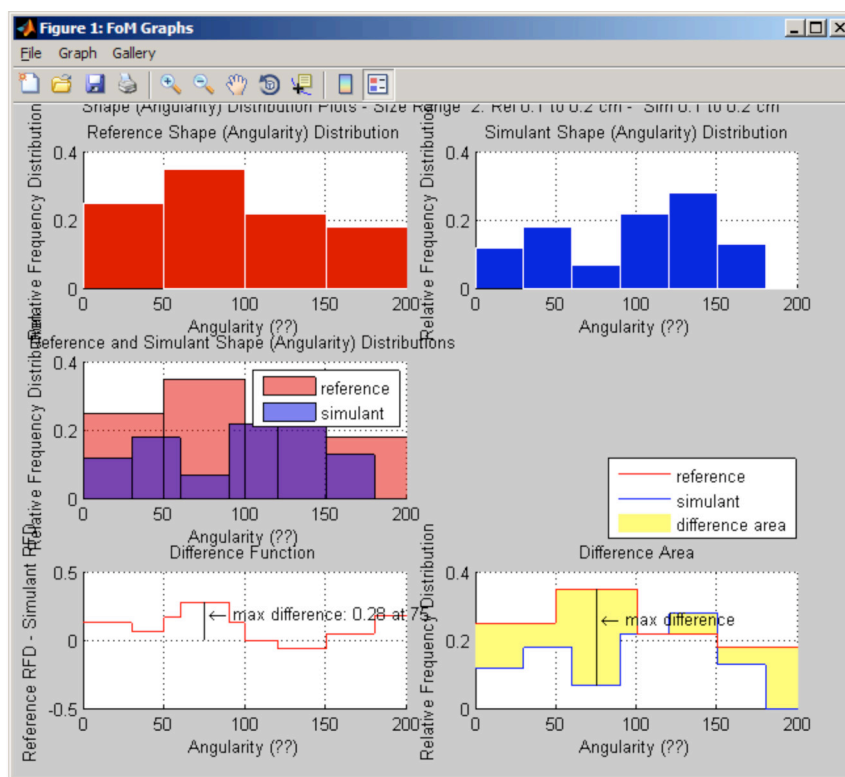 Figure 1: FoM Graphs
File Graph Gallery
Shape (Angularity) Distribution Plots - Size Range 2: Ref 0.1 to 0.2 cm - Sim 0.1 to 0.2 cm
Reference Shape (Angularity) Distribution
Relative Frequency Distribution
0.4
0.2
0
0 50 100 150 200
Angularity (??)
Simulant Shape (Angularity) Distribution
Relative Frequency Distribution
0.4
0.2
0
0 50 100 150 200
Angularity (??)
Reference and Simulant Shape (Angularity) Distributions
Relative Frequency Distribution
0.4
0.2
0
reference
simulant
0 50 100 150 200
Angularity (??)
reference
simulant
difference area
Difference Function
Reference RFD - Simulant RFD
0.5
0
-0.5
← max difference: 0.28 at 75
0 50 100 150 200
Angularity (??)
Difference Area
Relative Frequency Distribution
0.4
0.2
0
← max difference
0 50 100 150 200
Angularity (??)